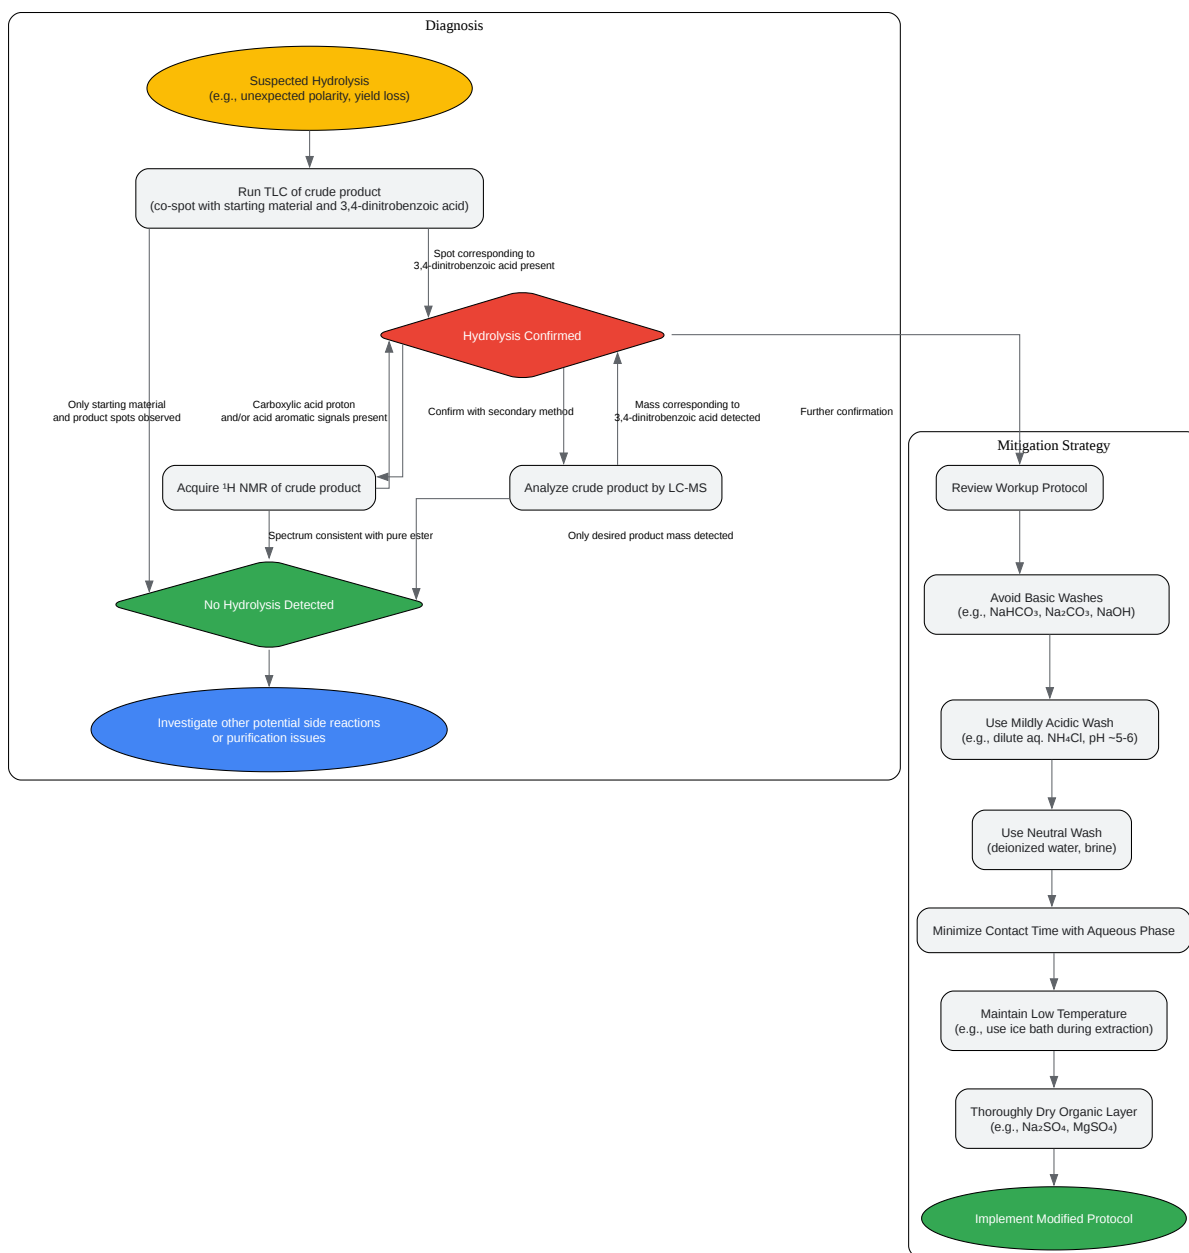 Diagnosis
Suspected Hydrolysis
(e.g., unexpected polarity, yield loss)
Run TLC of crude product
(co-spot with starting material and 3,4-dinitrobenzoic acid)
Spot corresponding to
3,4-dinitrobenzoic acid present
Hydrolysis Confirmed
Only starting material
and product spots observed
Carboxylic acid proton
and/or acid aromatic signals present
Confirm with secondary method
Mass corresponding to
3,4-dinitrobenzoic acid detected
Further confirmation
Acquire ¹H NMR of crude product
Analyze crude product by LC-MS
Spectrum consistent with pure ester
Only desired product mass detected
No Hydrolysis Detected
Investigate other potential side reactions
or purification issues
Mitigation Strategy
Review Workup Protocol
Avoid Basic Washes
(e.g., NaHCO₃, Na₂CO₃, NaOH)
Use Mildly Acidic Wash
(e.g., dilute aq. NH₄Cl, pH ~5-6)
Use Neutral Wash
(deionized water, brine)
Minimize Contact Time with Aqueous Phase
Maintain Low Temperature
(e.g., use ice bath during extraction)
Thoroughly Dry Organic Layer
(e.g., Na₂SO₄, MgSO₄)
Implement Modified Protocol